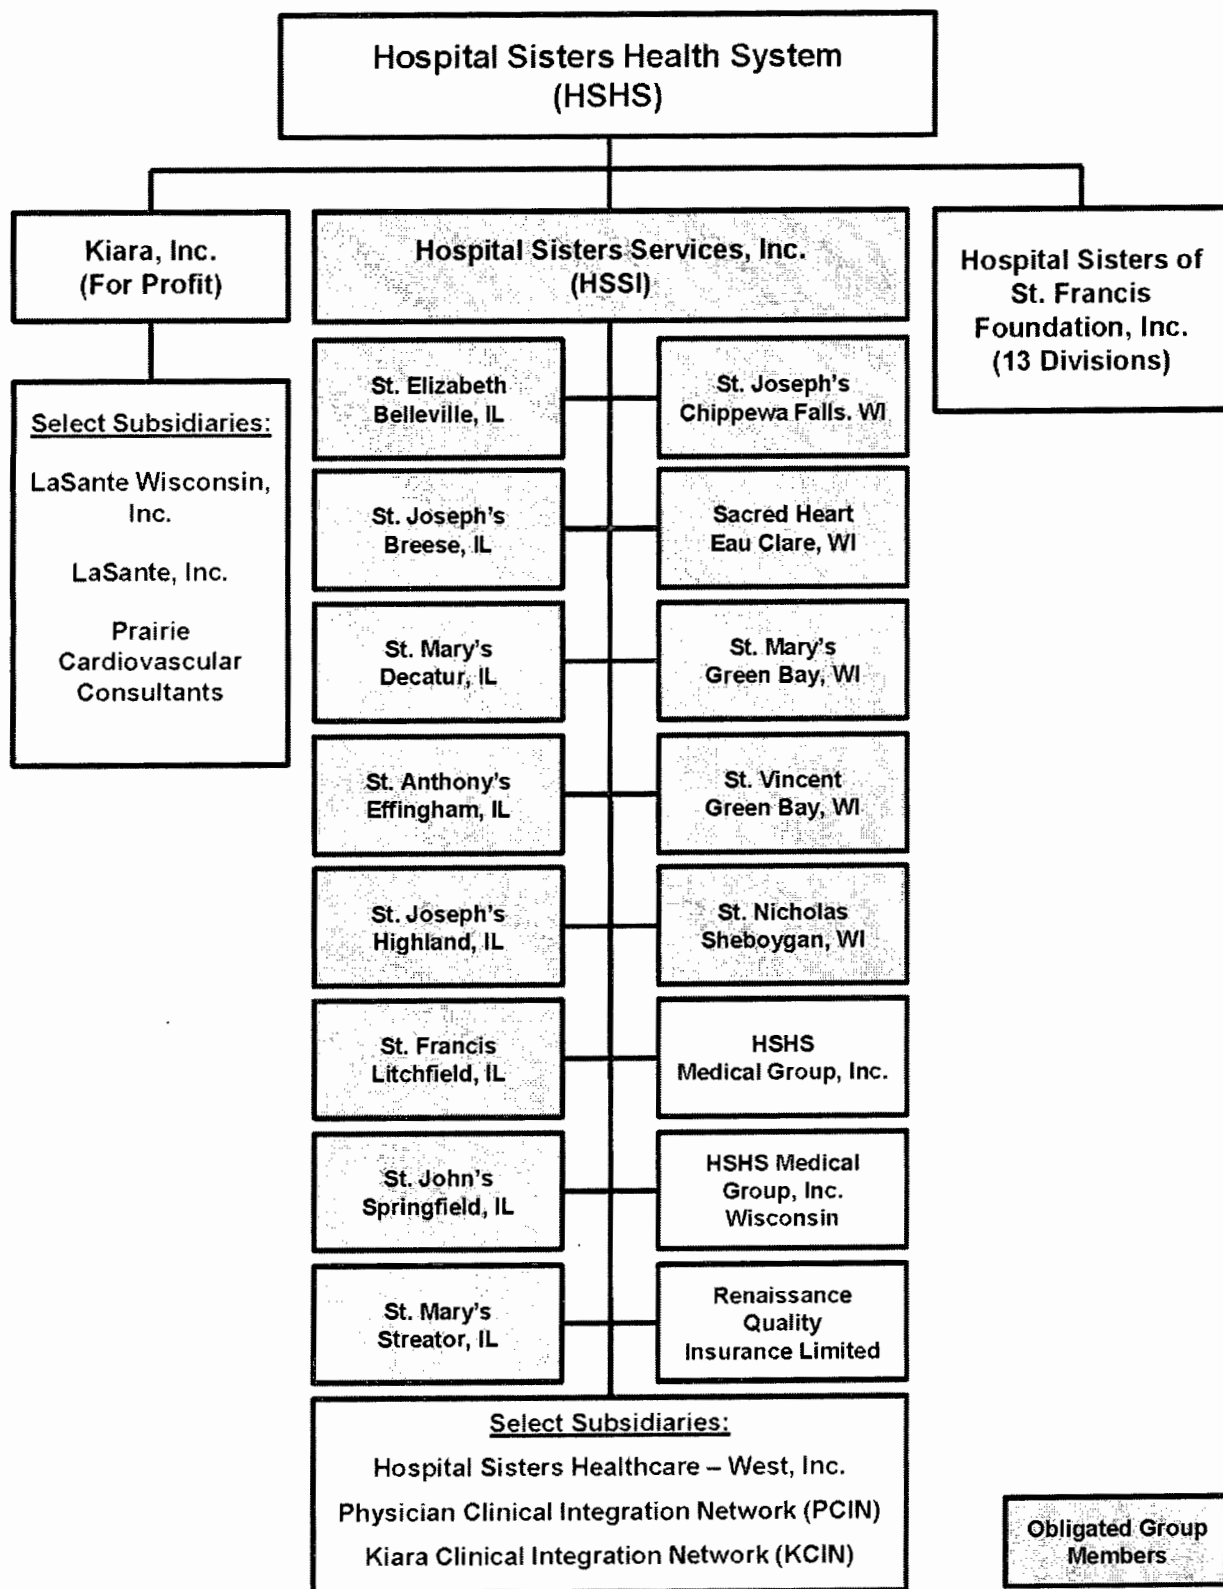 Hospital Sisters Health System
(HSHS)
Kiara, Inc.
(For Profit)
Hospital Sisters Services, Inc.
(HSSI)
Hospital Sisters of
St. Francis
Foundation, Inc.
(13 Divisions)
Select Subsidiaries:
LaSante Wisconsin,
Inc.
LaSante, Inc.
Prairie
Cardiovascular
Consultants
St. Elizabeth
Belleville, IL
St. Joseph's
Chippewa Falls. WI
St. Joseph's
Breese, IL
Sacred Heart
Eau Clare, WI
St. Mary's
Decatur, IL
St. Mary's
Green Bay, WI
St. Anthony's
Effingham, IL
St. Vincent
Green Bay, WI
St. Joseph's
Highland, IL
St. Nicholas
Sheboygan, WI
St. Francis
Litchfield, IL
HSHS
Medical Group, Inc.
St. John's
Springfield, IL
HSHS Medical
Group, Inc.
Wisconsin
St. Mary's
Streator, IL
Renaissance
Quality
Insurance Limited
Select Subsidiaries:
Hospital Sisters Healthcare – West, Inc.
Physician Clinical Integration Network (PCIN)
Kiara Clinical Integration Network (KCIN)
Obligated Group
Members